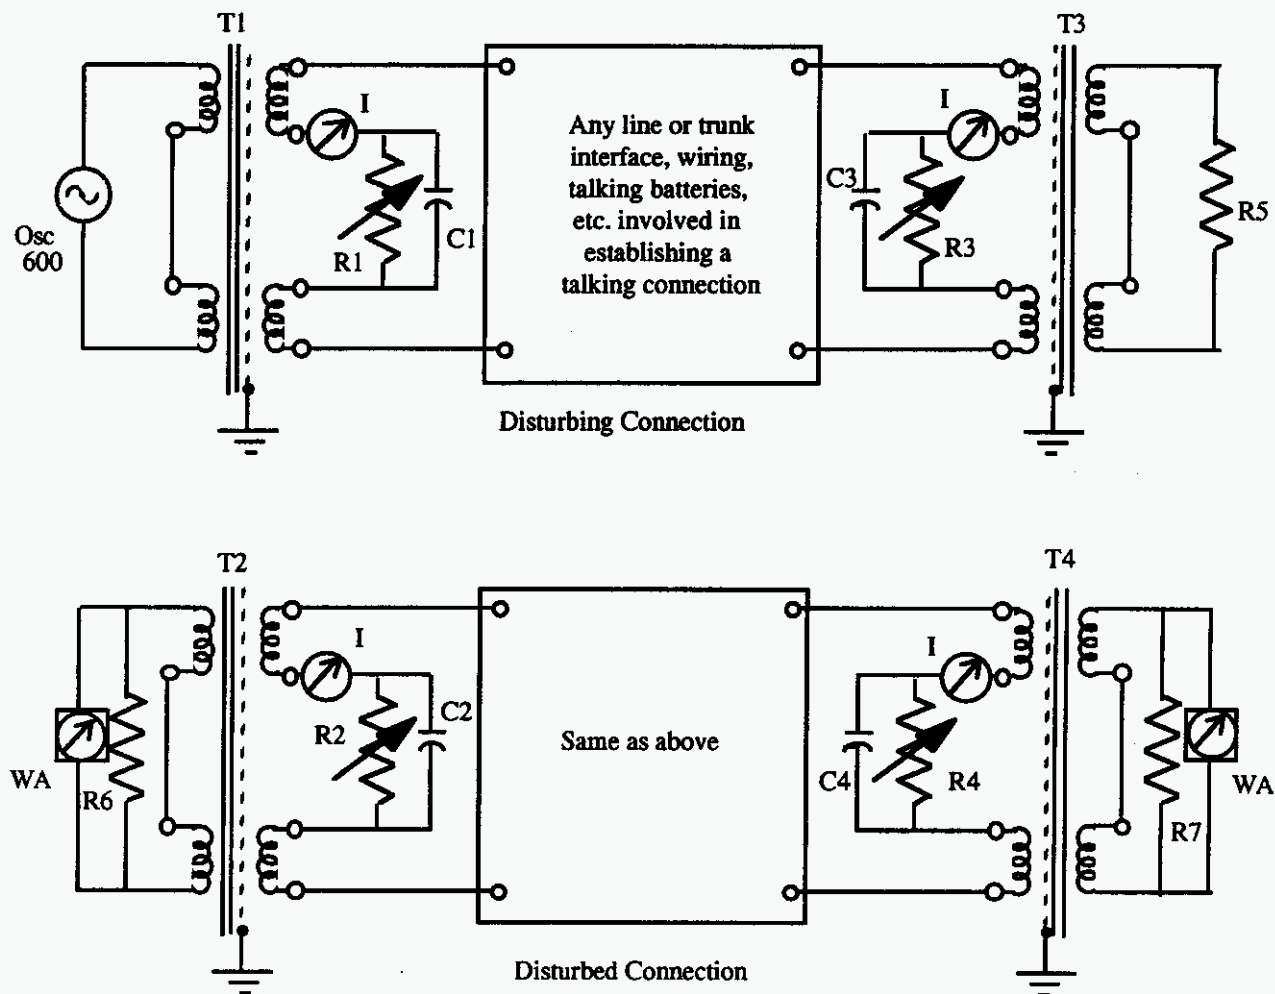 T1
T3
I
I
Any line or trunk
interface, wiring,
talking batteries,
etc. involved in
establishing a
talking connection
Osc
600
R1
C1
C3
R3
R5
Disturbing Connection
T2
T4
I
I
WA
R6
R2
C2
Same as above
C4
R4
R7
WA
Disturbed Connection